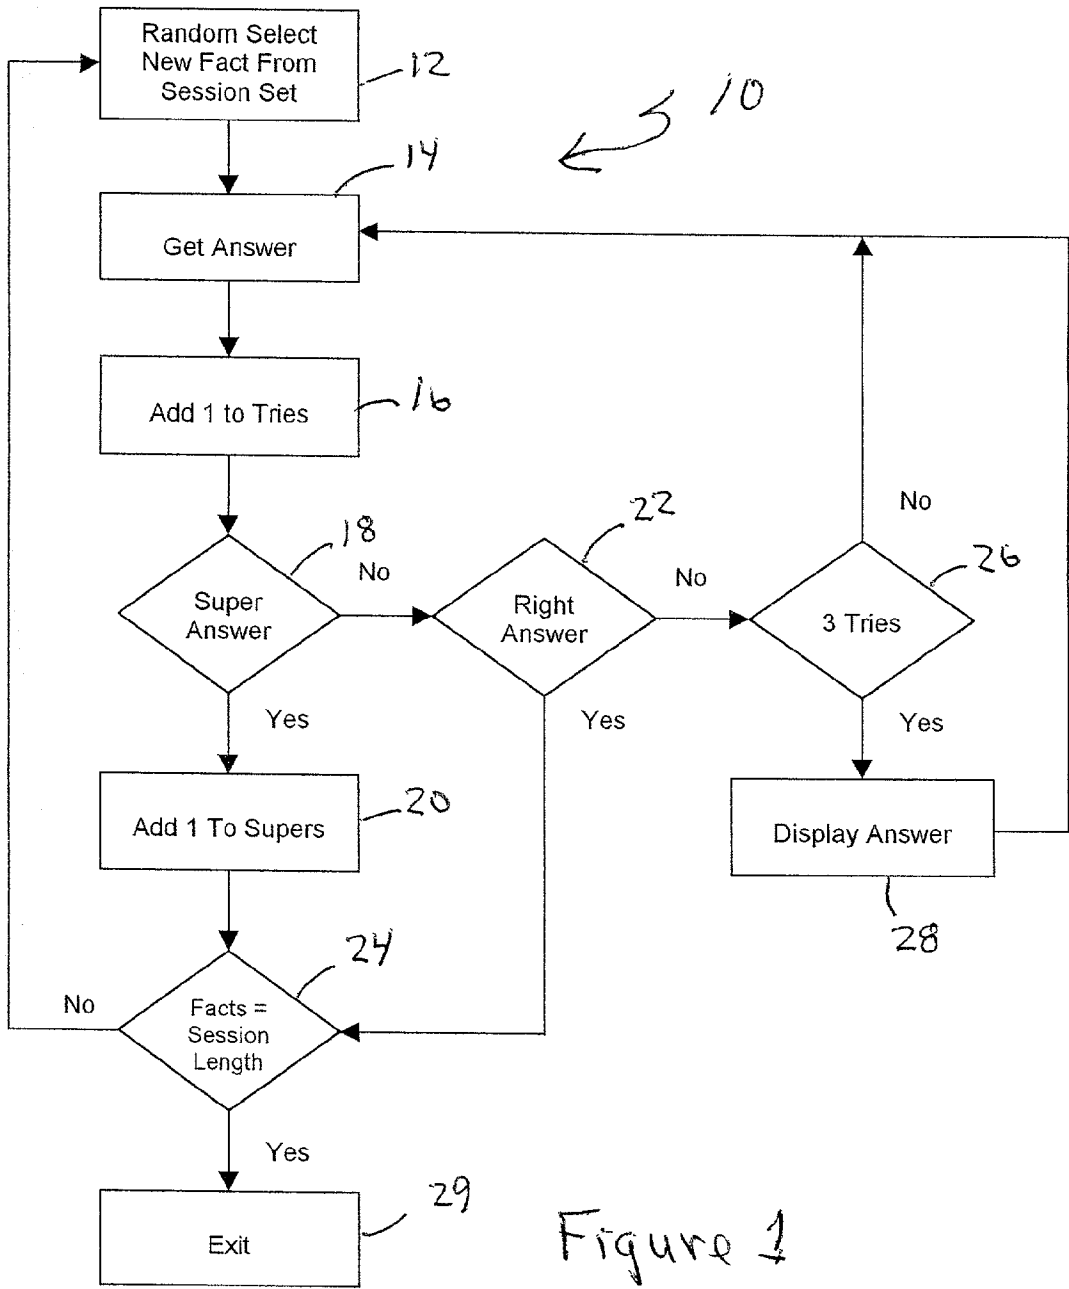 Random Select
New Fact From
Session Set
12
10
14
Get Answer
Add 1 to Tries
16
18
No
Super
Answer
22
No
Right
Answer
No
26
3 Tries
Yes
Yes
Yes
Add 1 To Supers
20
Display Answer
28
24
No
Facts =
Session
Length
Yes
Exit
29
Figure 1